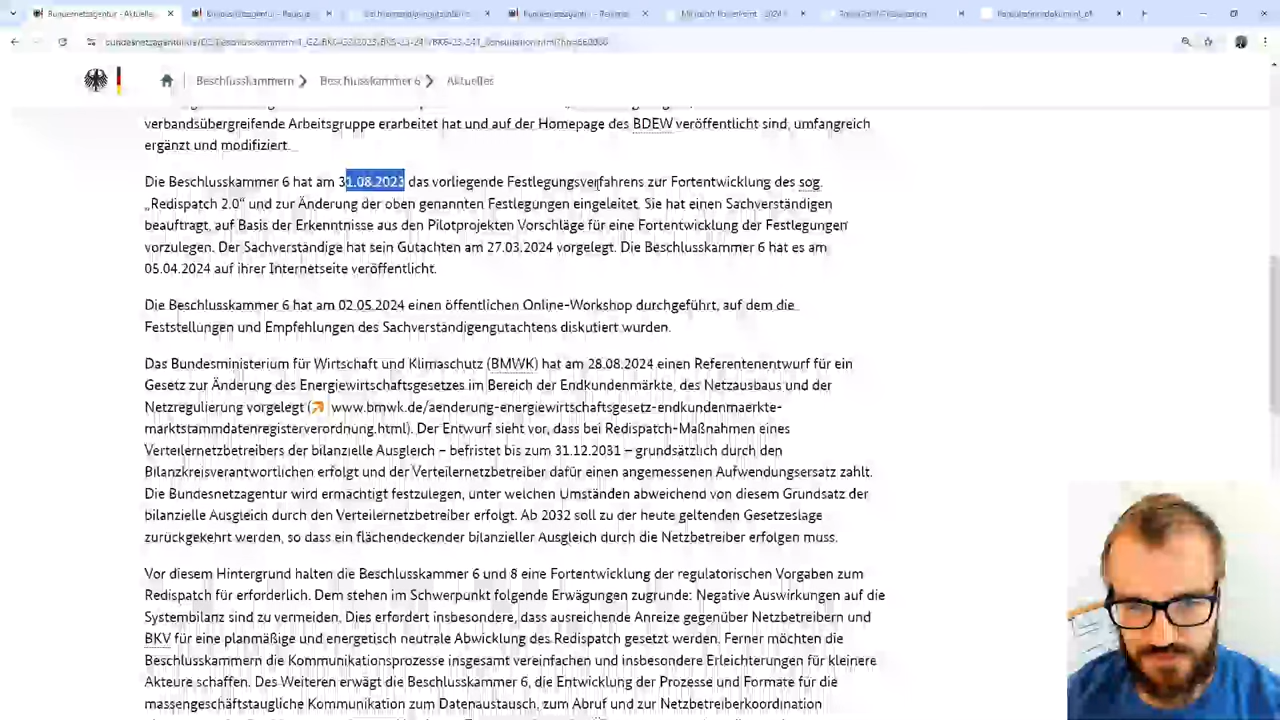 Beschlusskammern
Beschlusskammer 6
Aktuelles
verbandsübergreifende Arbeitsgruppe erarbeitet hat und auf der Homepage des BDEW veröffentlicht sind, umfangreich
ergänzt und modifiziert.
Die Beschlusskammer 6 hat am 31.08.2023 das vorliegende Festlegungsverfahrens zur Fortentwicklung des sog.
„Redispatch 2.0“ und zur Änderung der oben genannten Festlegungen eingeleitet. Sie hat einen Sachverständigen
beauftragt, auf Basis der Erkenntnisse aus den Pilotprojekten Vorschläge für eine Fortentwicklung der Festlegungen
vorzulegen. Der Sachverständige hat sein Gutachten am 27.03.2024 vorgelegt. Die Beschlusskammer 6 hat es am
05.04.2024 auf ihrer Internetseite veröffentlicht.
Die Beschlusskammer 6 hat am 02.05.2024 einen öffentlichen Online-Workshop durchgeführt, auf dem die
Feststellungen und Empfehlungen des Sachverständigengutachtens diskutiert wurden.
Das Bundesministerium für Wirtschaft und Klimaschutz (BMWK) hat am 28.08.2024 einen Referentenentwurf für ein
Gesetz zur Änderung des Energiewirtschaftsgesetzes im Bereich der Endkundenmärkte, des Netzausbaus und der
Netzregulierung vorgelegt ( www.bmwk.de/aenderung-energiewirtschaftsgesetz-endkundenmaerkte-
marktstammdatenregisterverordnung.html). Der Entwurf sieht vor, dass bei Redispatch-Maßnahmen eines
Verteilernetzbetreibers der bilanzielle Ausgleich – befristet bis zum 31.12.2031 – grundsätzlich durch den
Bilanzkreisverantwortlichen erfolgt und der Verteilernetzbetreiber dafür einen angemessenen Aufwendungsersatz zahlt.
Die Bundesnetzagentur wird ermächtigt festzulegen, unter welchen Umständen abweichend von diesem Grundsatz der
bilanzielle Ausgleich durch den Verteilernetzbetreiber erfolgt. Ab 2032 soll zu der heute geltenden Gesetzeslage
zurückgekehrt werden, so dass ein flächendeckender bilanzieller Ausgleich durch die Netzbetreiber erfolgen muss.
Vor diesem Hintergrund halten die Beschlusskammer 6 und 8 eine Fortentwicklung der regulatorischen Vorgaben zum
Redispatch für erforderlich. Dem stehen im Schwerpunkt folgende Erwägungen zugrunde: Negative Auswirkungen auf die
Systembilanz sind zu vermeiden. Dies erfordert insbesondere, dass ausreichende Anreize gegenüber Netzbetreibern und
BKV für eine planmäßige und energetisch neutrale Abwicklung des Redispatch gesetzt werden. Ferner möchten die
Beschlusskammern die Kommunikationsprozesse insgesamt vereinfachen und insbesondere Erleichterungen für kleinere
Akteure schaffen. Des Weiteren erwägt die Beschlusskammer 6, die Entwicklung der Prozesse und Formate für die
massengeschäftstaugliche Kommunikation zum Datenaustausch, zum Abruf und zur Netzbetreiberkoordination